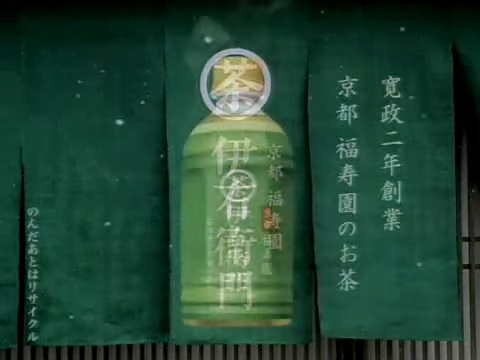 寛政二年創業
京都 福寿園のお茶
茶
伊右衛門
京都 福寿園
のんだあとはリサイクル